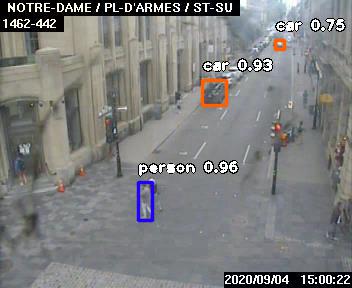 NOTRE-DAME / PL-D'ARMES / ST-SU
1462-442
car 0.75
car 0.93
person 0.96
2020/09/04 15:00:22